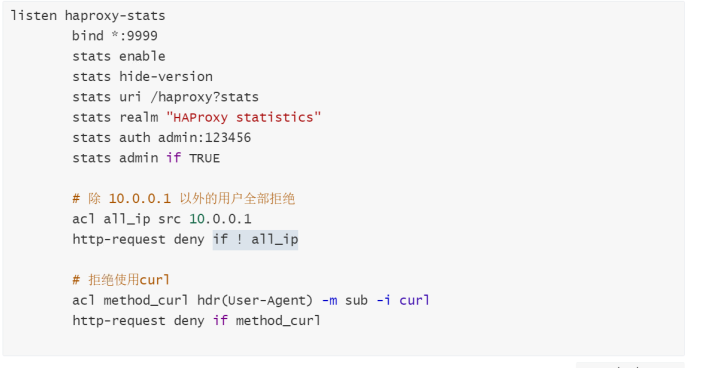 listen haproxy-stats
bind *:9999
stats enable
stats hide-version
stats uri /haproxy?stats
stats realm "HAProxy statistics"
stats auth admin:123456
stats admin if TRUE
# 除 10.0.0.1 以外的用户全部拒绝
acl all_ip src 10.0.0.1
http-request deny if ! all_ip
# 拒绝使用curl
acl method_curl hdr(User-Agent) -m sub -i curl
http-request deny if method_curl